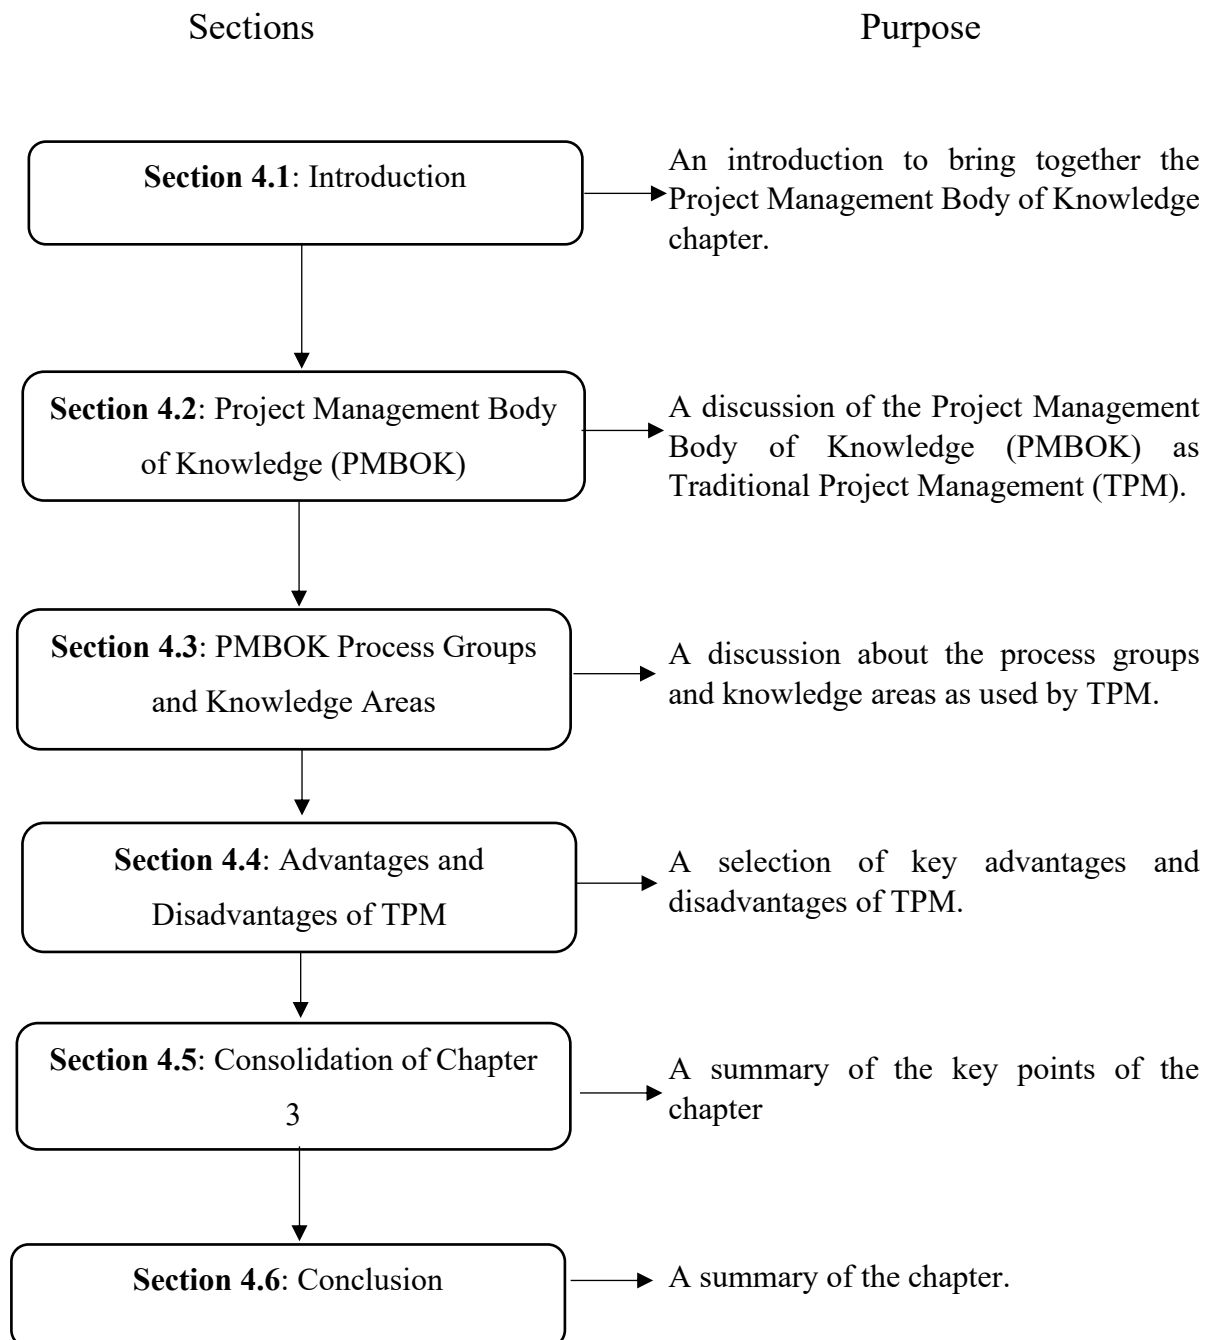 Sections
Purpose
Section 4.1: Introduction
An introduction to bring together the
Project Management Body of Knowledge
chapter.
Section 4.2: Project Management Body
of Knowledge (PMBOK)
A discussion of the Project Management
Body of Knowledge (PMBOK) as
Traditional Project Management (TPM).
Section 4.3: PMBOK Process Groups
and Knowledge Areas
A discussion about the process groups
and knowledge areas as used by TPM.
Section 4.4: Advantages and
Disadvantages of TPM
A selection of key advantages and
disadvantages of TPM.
Section 4.5: Consolidation of Chapter
3
A summary of the key points of the
chapter
Section 4.6: Conclusion
A summary of the chapter.